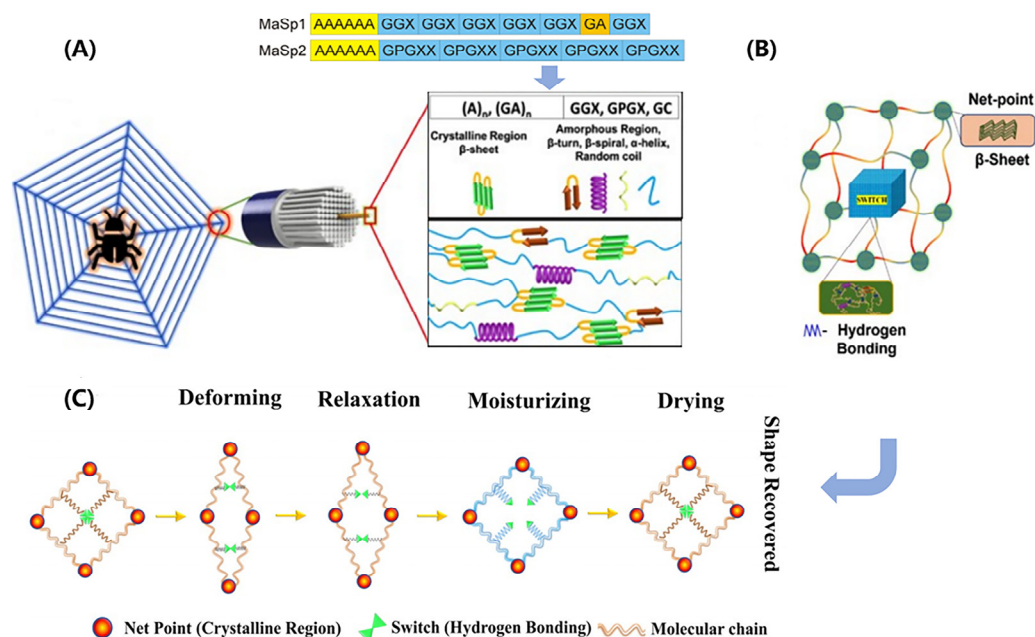 (A)
MaSp1 AAAAAA GGX GGX GGX GGX GGX GA GGX
MaSp2 AAAAAA GPGXX GPGXX GPGXX GPGXX GPGXX
(A)n, (GA)n
GGX, GPGX, GC
Crystalline Region
β-sheet
Amorphous Region,
β-turn, β-spiral, α-helix,
Random coil
(B)
Net-point
β-Sheet
SWITCH
Hydrogen
Bonding
(C)
Deforming Relaxation Moisturizing Drying
Shape Recovered
Net Point (Crystalline Region) Switch (Hydrogen Bonding) Molecular chain